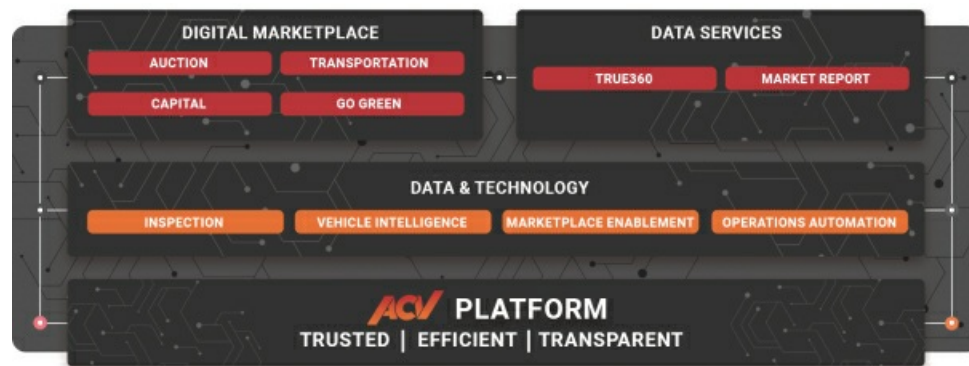 DIGITAL MARKETPLACE
AUCTION
TRANSPORTATION
CAPITAL
GO GREEN
DATA SERVICES
TRUE360
MARKET REPORT
DATA & TECHNOLOGY
INSPECTION
VEHICLE INTELLIGENCE
MARKETPLACE ENABLEMENT
OPERATIONS AUTOMATION
ACV PLATFORM
TRUSTED | EFFICIENT | TRANSPARENT